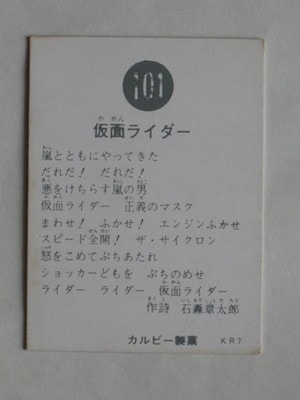 101
仮面ライダー
嵐とともにやってきた
だれだ! だれだ!
悪をけちらす嵐の男
仮面ライダー 正義のマスク
まわせ! ふかせ! エンジンふかせ
スピード全開! ザ・サイクロン
怒をこめてぶちあたれ
ショッカーどもを ぶちのめせ
ライダー ライダー 仮面ライダー
作詩 石森章太郎
カルビー製菓 KR7